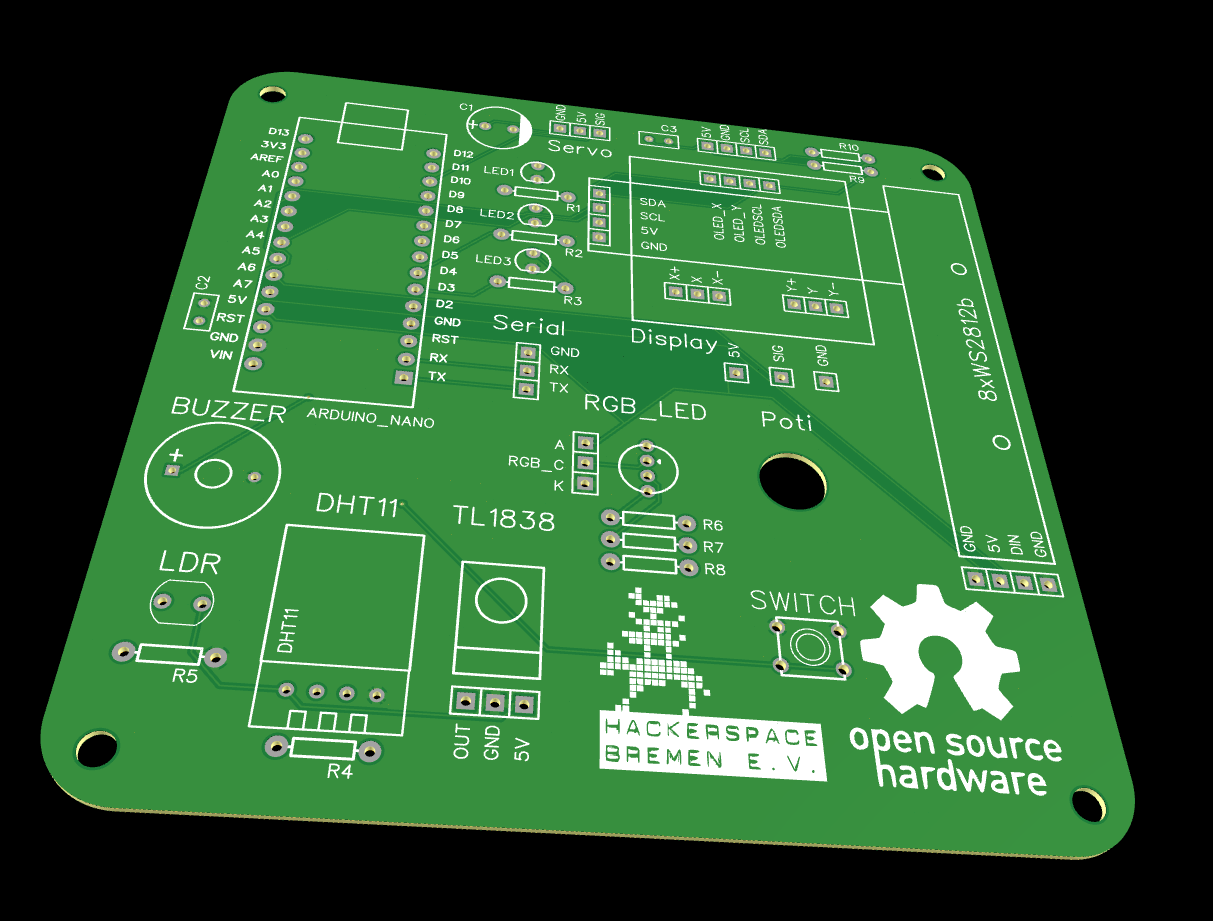 C1
GND
5V
SIG
Servo
C3
5V
GND
SCL
SDA
R10
R9
D13
3V3
AREF
A0
A1
A2
A3
A4
A5
A6
A7
5V
RST
GND
VIN
D12
D11
D10
D9
D8
D7
D6
D5
D4
D3
D2
GND
RST
RX
TX
ARDUINO_NANO
C2
LED1
R1
LED2
R2
LED3
R3
SDA
SCL
5V
GND
OLED_X
OLED_Y
OLEDSCL
OLEDSDA
X+
X
X-
Y+
Y
Y-
Display
Serial
GND
RX
TX
5V
SIG
GND
Poti
8xWS2812b
GND
5V
DIN
GND
BUZZER
+
RGB_LED
A
RGB_C
K
R6
R7
R8
DHT11
DHT11
TL1838
OUT
GND
5V
LDR
R5
R4
SWITCH
HACKERSPACE
BREMEN E.V.
open source
hardware